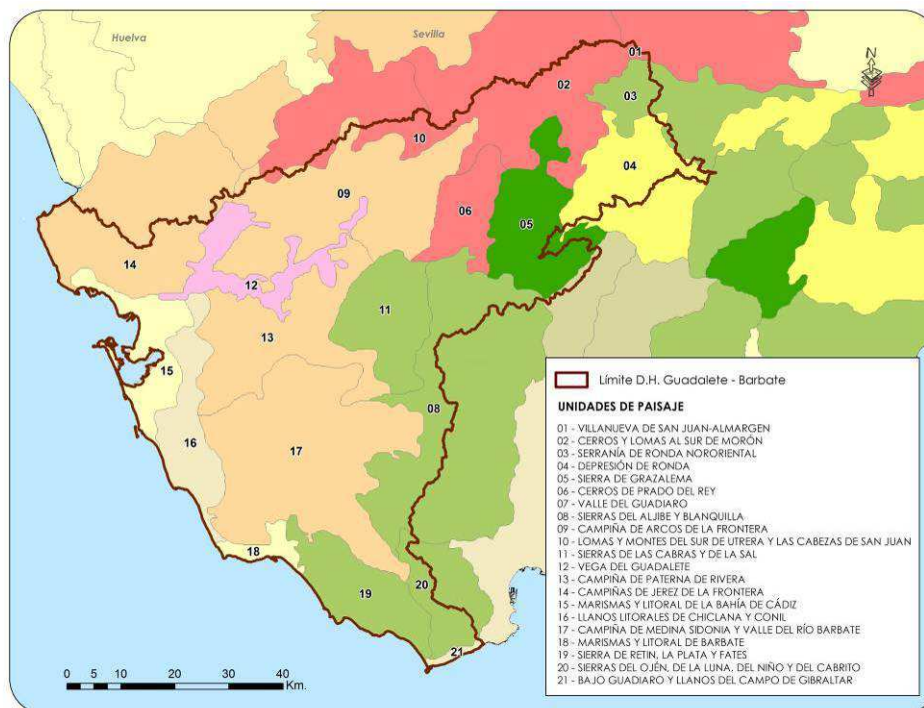 Huelva
Sevilla
N
01
02
03
10
04
09
06
05
14
12
11
13
15
08
16
17
18
19
20
21
Límite D.H. Guadalete - Barbate
UNIDADES DE PAISAJE
01 - VILLANUEVA DE SAN JUAN-ALMARGEN
02 - CERROS Y LOMAS AL SUR DE MORÓN
03 - SERRANÍA DE RONDA NORORIENTAL
04 - DEPRESIÓN DE RONDA
05 - SIERRA DE GRAZALEMA
06 - CERROS DE PRADO DEL REY
07 - VALLE DEL GUADIARO
08 - SIERRAS DEL ALJIBE Y BLANQUILLA
09 - CAMPIÑA DE ARCOS DE LA FRONTERA
10 - LOMAS Y MONTES DEL SUR DE UTRERA Y LAS CABEZAS DE SAN JUAN
11 - SIERRAS DE LAS CABRAS Y DE LA SAL
12 - VEGA DEL GUADALETE
13 - CAMPIÑA DE PATERNA DE RIVERA
14 - CAMPIÑAS DE JEREZ DE LA FRONTERA
15 - MARISMAS Y LITORAL DE LA BAHÍA DE CÁDIZ
16 - LLANOS LITORALES DE CHICLANA Y CONIL
17 - CAMPIÑA DE MEDINA SIDONIA Y VALLE DEL RÍO BARBATE
18 - MARISMAS Y LITORAL DE BARBATE
19 - SIERRA DE RETIN, LA PLATA Y FATES
20 - SIERRAS DEL OJÉN, DE LA LUNA, DEL NIÑO Y DEL CABRITO
21 - BAJO GUADIARO Y LLANOS DEL CAMPO DE GIBRALTAR
0 5 10 20 30 40
Km.